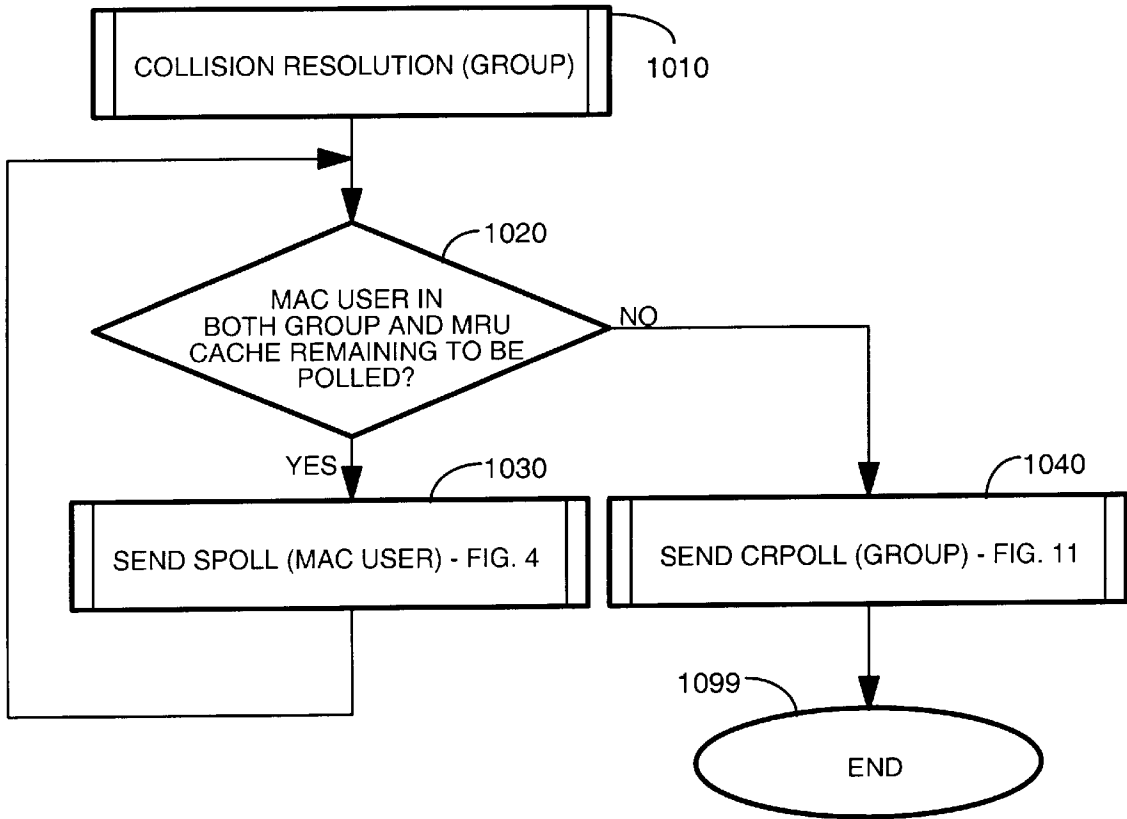 COLLISION RESOLUTION (GROUP)
1010
1020
MAC USER IN
BOTH GROUP AND MRU
CACHE REMAINING TO BE
POLLED?
NO
YES
1030
1040
SEND SPOLL (MAC USER) - FIG. 4
SEND CRPOLL (GROUP) - FIG. 11
1099
END